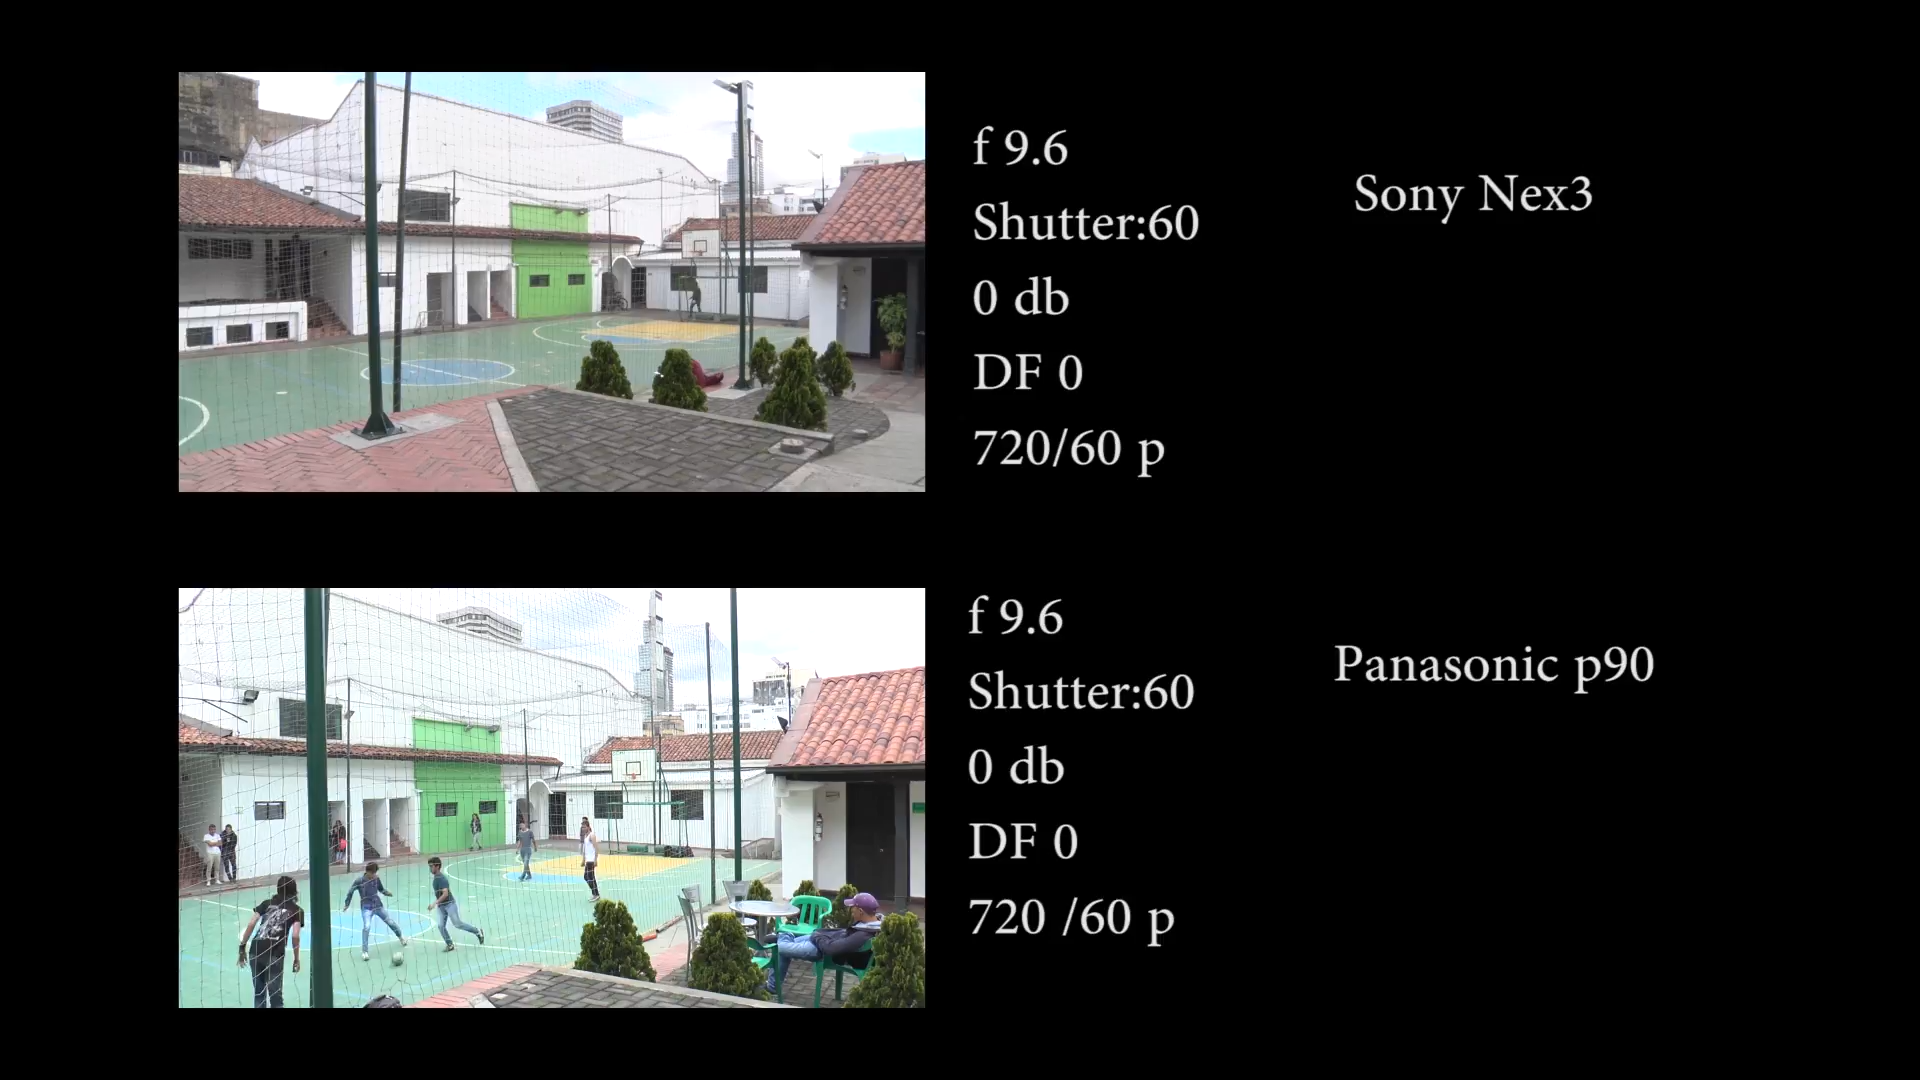 f 9.6
Shutter:60
0 db
DF 0
720/60 p
Sony Nex3
f 9.6
Shutter:60
0 db
DF 0
720 /60 p
Panasonic p90